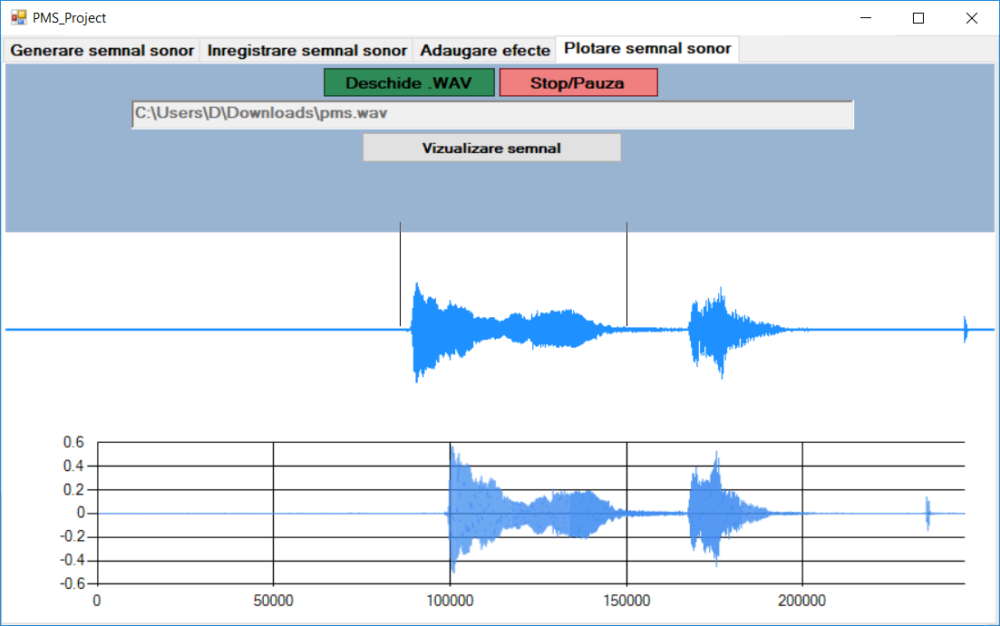 PMS_Project
Generare semnal sonor Inregistrare semnal sonor Adaugare efecte Plotare semnal sonor
Deschide .WAV Stop/Pauza
C:\Users\D\Downloads\pms.wav
Vizualizare semnal
0.6
0.4
0.2
0
-0.2
-0.4
-0.6
0 50000 100000 150000 200000